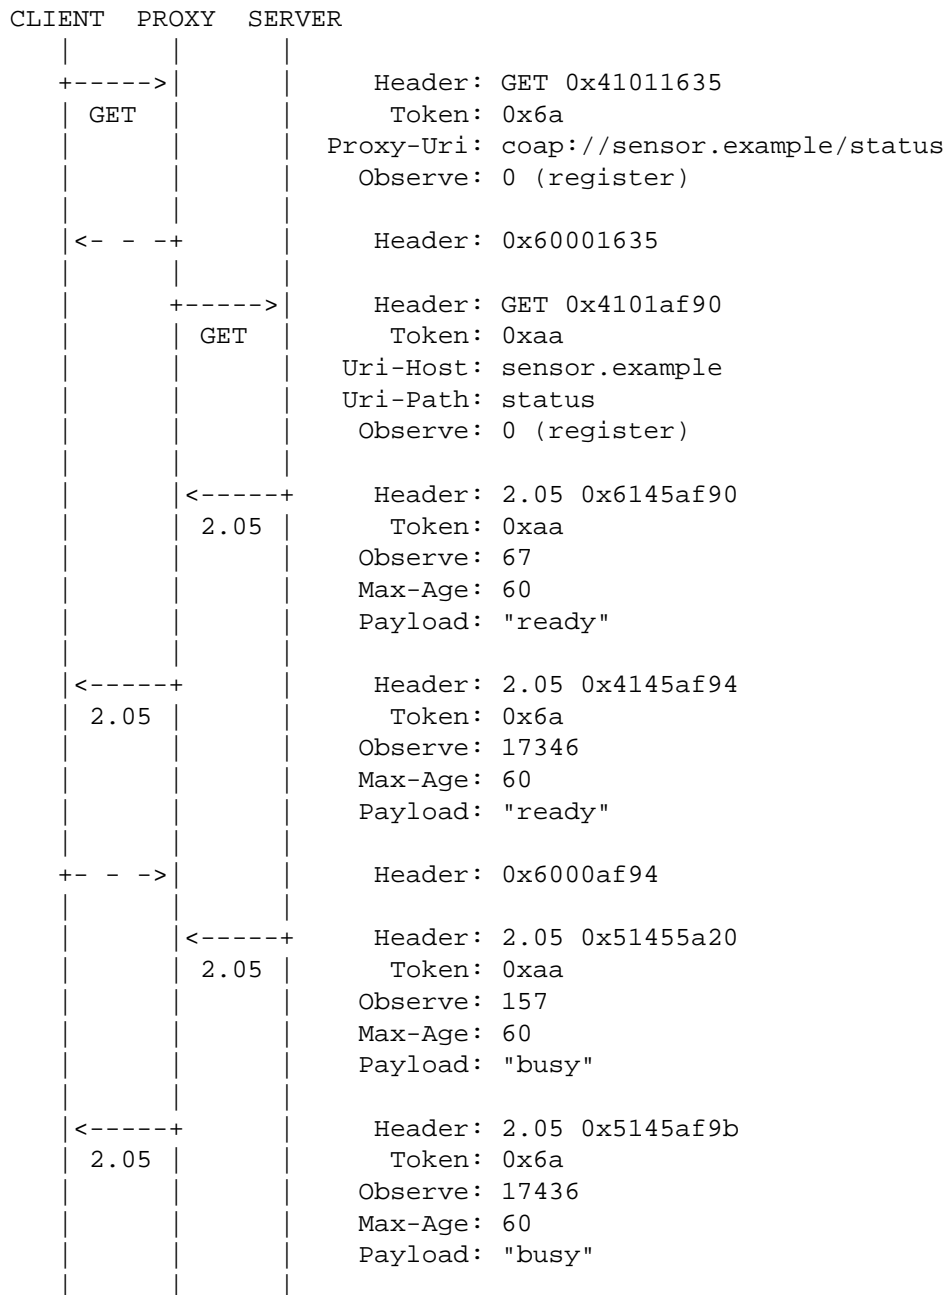 CLIENT  PROXY  SERVER
   |      |      |
   +----->|      |     Header: GET 0x41011635
   | GET  |      |      Token: 0x6a
   |      |      |  Proxy-Uri: coap://sensor.example/status
   |      |      |    Observe: 0 (register)
   |      |      |
   |<- - -+      |     Header: 0x60001635
   |      |      |
   |      +----->|     Header: GET 0x4101af90
   |      | GET  |      Token: 0xaa
   |      |      |   Uri-Host: sensor.example
   |      |      |   Uri-Path: status
   |      |      |    Observe: 0 (register)
   |      |      |
   |      |<-----+     Header: 2.05 0x6145af90
   |      | 2.05 |      Token: 0xaa
   |      |      |    Observe: 67
   |      |      |    Max-Age: 60
   |      |      |    Payload: "ready"
   |      |      |
   |<-----+      |     Header: 2.05 0x4145af94
   | 2.05 |      |      Token: 0x6a
   |      |      |    Observe: 17346
   |      |      |    Max-Age: 60
   |      |      |    Payload: "ready"
   |      |      |
   +- - ->|      |     Header: 0x6000af94
   |      |      |
   |      |<-----+     Header: 2.05 0x51455a20
   |      | 2.05 |      Token: 0xaa
   |      |      |    Observe: 157
   |      |      |    Max-Age: 60
   |      |      |    Payload: "busy"
   |      |      |
   |<-----+      |     Header: 2.05 0x5145af9b
   | 2.05 |      |      Token: 0x6a
   |      |      |    Observe: 17436
   |      |      |    Max-Age: 60
   |      |      |    Payload: "busy"
   |      |      |